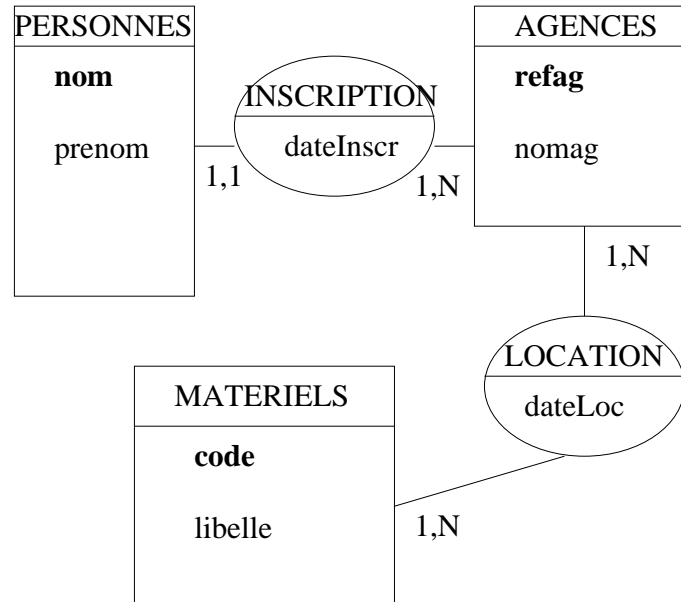 PERSONNES
nom
prenom
1,1
INSCRIPTION
dateInscr
1,N
AGENCES
refag
nomag
1,N
LOCATION
dateLoc
1,N
MATERIELS
code
libelle